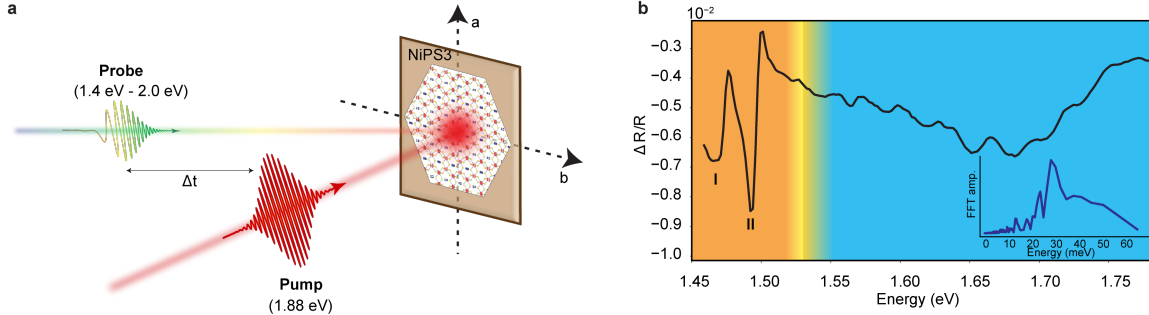 a
a
NiPS3
Probe
(1.4 eV - 2.0 eV)
Δt
b
Pump
(1.88 eV)
b
10⁻²
−0.3
−0.4
−0.5
−0.6
−0.7
−0.8
−0.9
−1.0
Δ R/R
I
II
FFT amp.
0 10 20 30 40 50 60
Energy (meV)
1.45 1.50 1.55 1.60 1.65 1.70 1.75
Energy (eV)